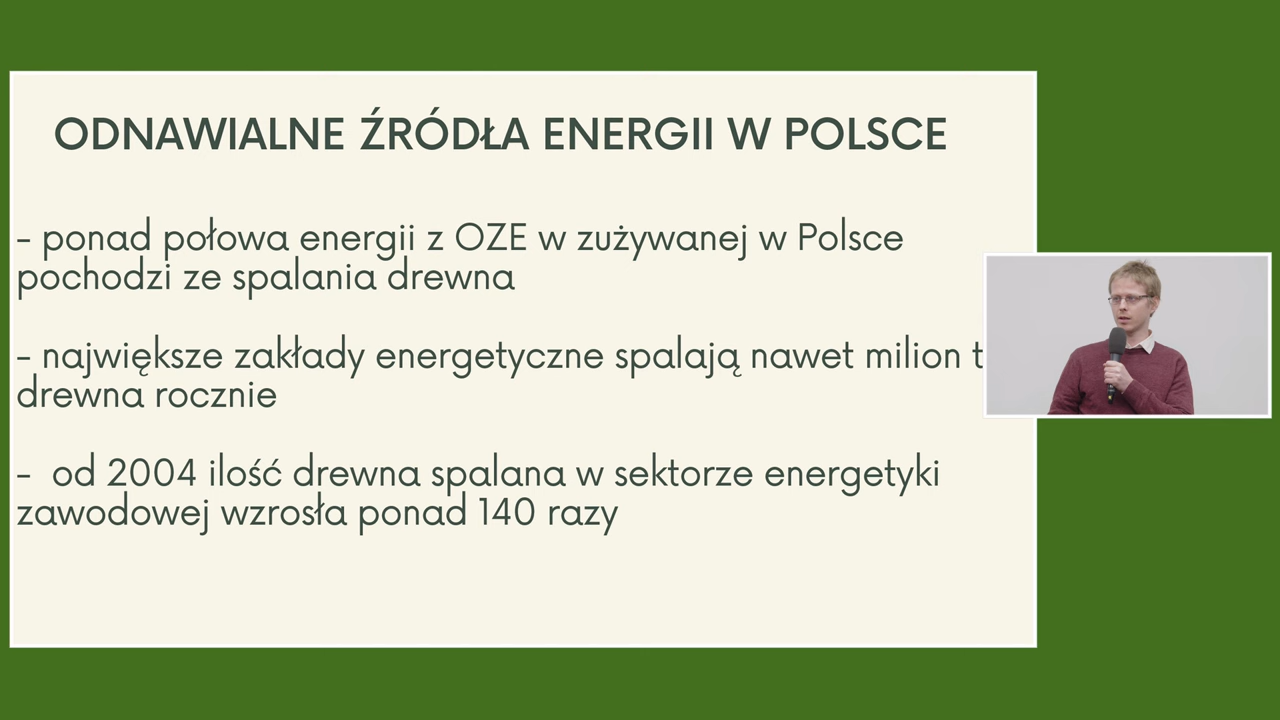 ODNAWIALNE ŹRÓDŁA ENERGII W POLSCE
- ponad połowa energii z OZE w zużywanej w Polsce
pochodzi ze spalania drewna
- największe zakłady energetyczne spalają nawet milion t
drewna rocznie
- od 2004 ilość drewna spalana w sektorze energetyki
zawodowej wzrosła ponad 140 razy